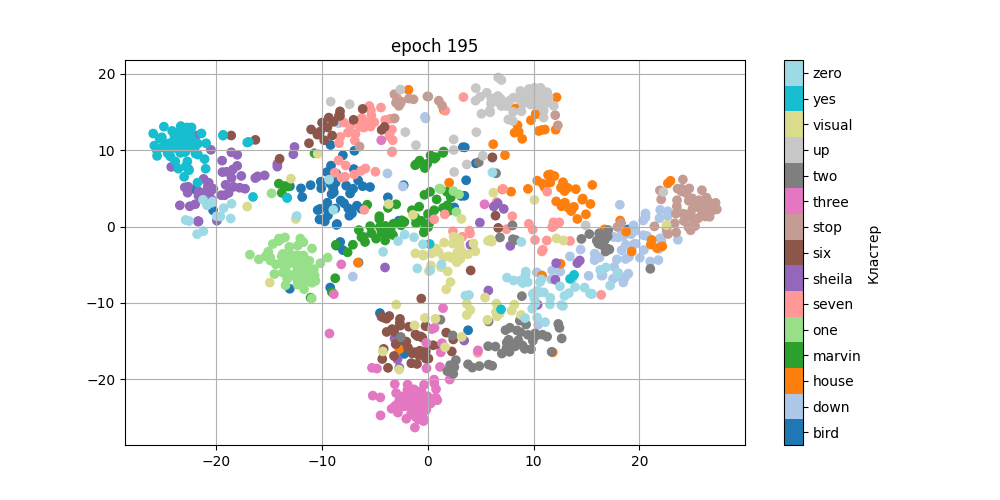 epoch 195
20
10
0
−10
−20
−20
−10
0
10
20
zero
yes
visual
up
two
three
stop
six
sheila
seven
one
marvin
house
down
bird
Кластер